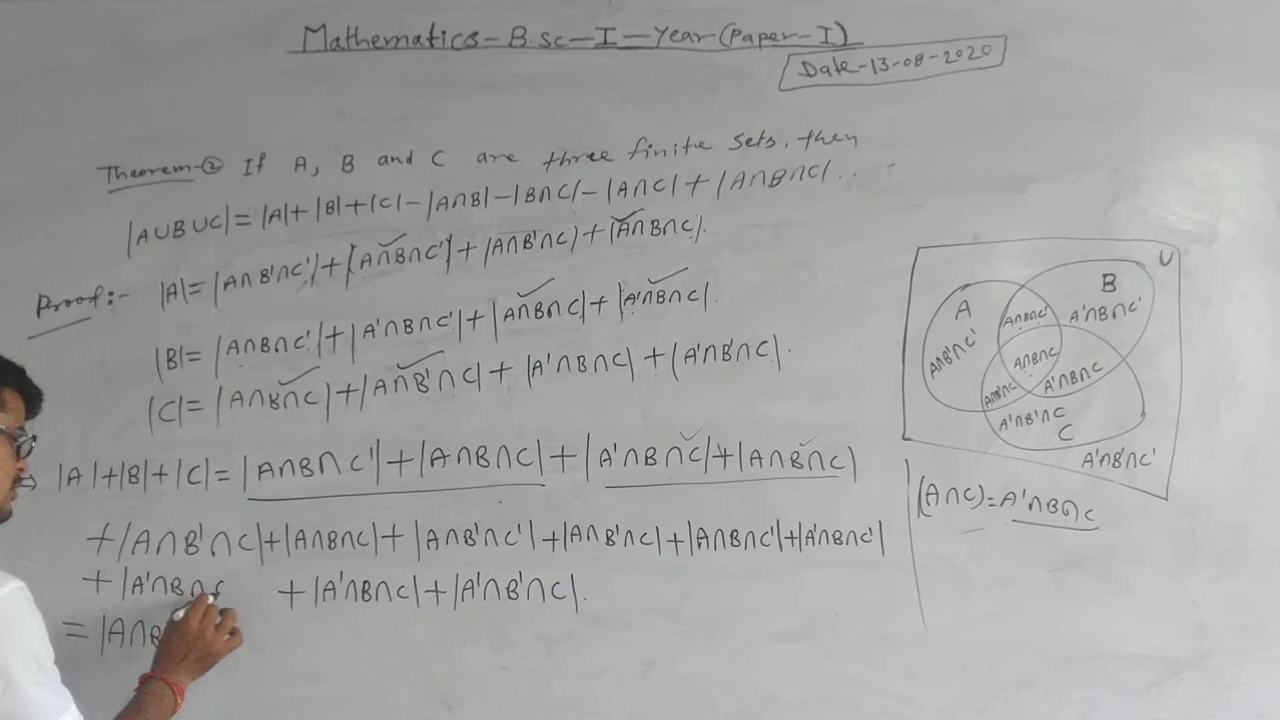 Mathematics-B.Sc-I-Year(Paper-I)
Date-13-08-2020
Theorem-② If A, B and C are three finite sets, then
|A∪B∪C|= |A|+|B|+|C|-|A∩B|-|B∩C|-|A∩C|+|A∩B∩C|..
Proof:- |A|= |A∩B'∩C'|+|A∩B∩C'|+|A∩B'∩C|+|A∩B∩C|.
|B|= |A∩B∩C'|+|A'∩B∩C'|+|A∩B∩C|+|A'∩B∩C|.
|C|= |A∩B∩C|+|A∩B'∩C|+|A'∩B∩C|+|A'∩B'∩C|.
⇒ |A|+|B|+|C|=|A∩B∩C'|+|A∩B∩C|+|A'∩B∩C|+|A∩B∩C|
+|A∩B'∩C|+|A∩B∩C|+|A∩B'∩C'|+|A∩B'∩C|+|A∩B∩C'|+|A'∩B∩C'|
+|A'∩B∩C +|A'∩B∩C|+|A'∩B'∩C|.
=|A∩B
U
A
B
A∩B'∩C'
A∩B∩C'
A'∩B∩C'
A∩B∩C
A∩B'∩C
A'∩B∩C
A'∩B'∩C
C
A'∩B'∩C'
(A∩C)=A'∩B∩C